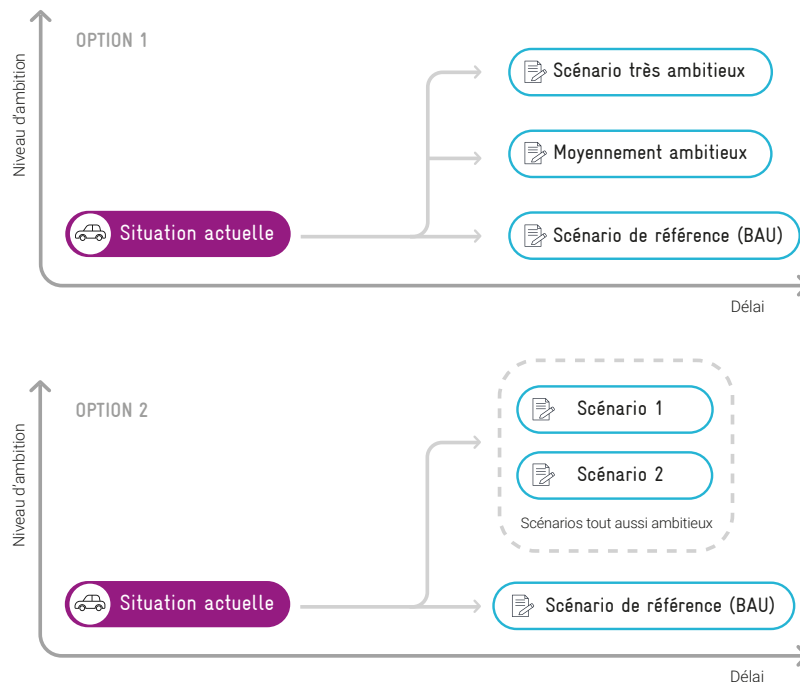 OPTION 1
Niveau d'ambition
Scénario très ambitieux
Moyennement ambitieux
Situation actuelle
Scénario de référence (BAU)
Délai
OPTION 2
Niveau d'ambition
Scénario 1
Scénario 2
Scénarios tout aussi ambitieux
Situation actuelle
Scénario de référence (BAU)
Délai